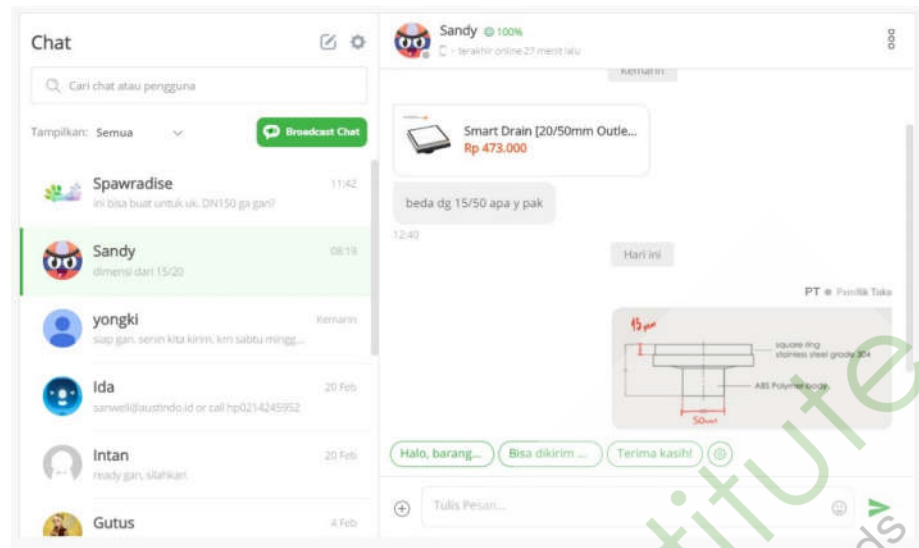 Chat
Cari chat atau pengguna
Tampilkan: Semua
Broadcast Chat
Spawradise 11:42
ini bisa buat untuk uk. DN150 ga gan?
Sandy 08:19
dimensi dari 15/20
yongki Kemarin
siap gan. senin kita kirim, krn sabtu mingg...
Ida 20 Feb
sanwell@austindo.id or call hp0214245952
Intan 20 Feb
ready gan, silahkan
Gutus 4 Feb
Sandy 100%
terakhir online 27 menit lalu
Kemarin
Smart Drain [20/50mm Outle...
Rp 473.000
beda dg 15/50 apa y pak
12:40
Hari ini
PT Pemilik Toko
15 mm
square ring
stainless steel grade 304
ABS Polymer body,
50mm
Halo, barang... Bisa dikirim ... Terima kasih!
Tulis Pesan...